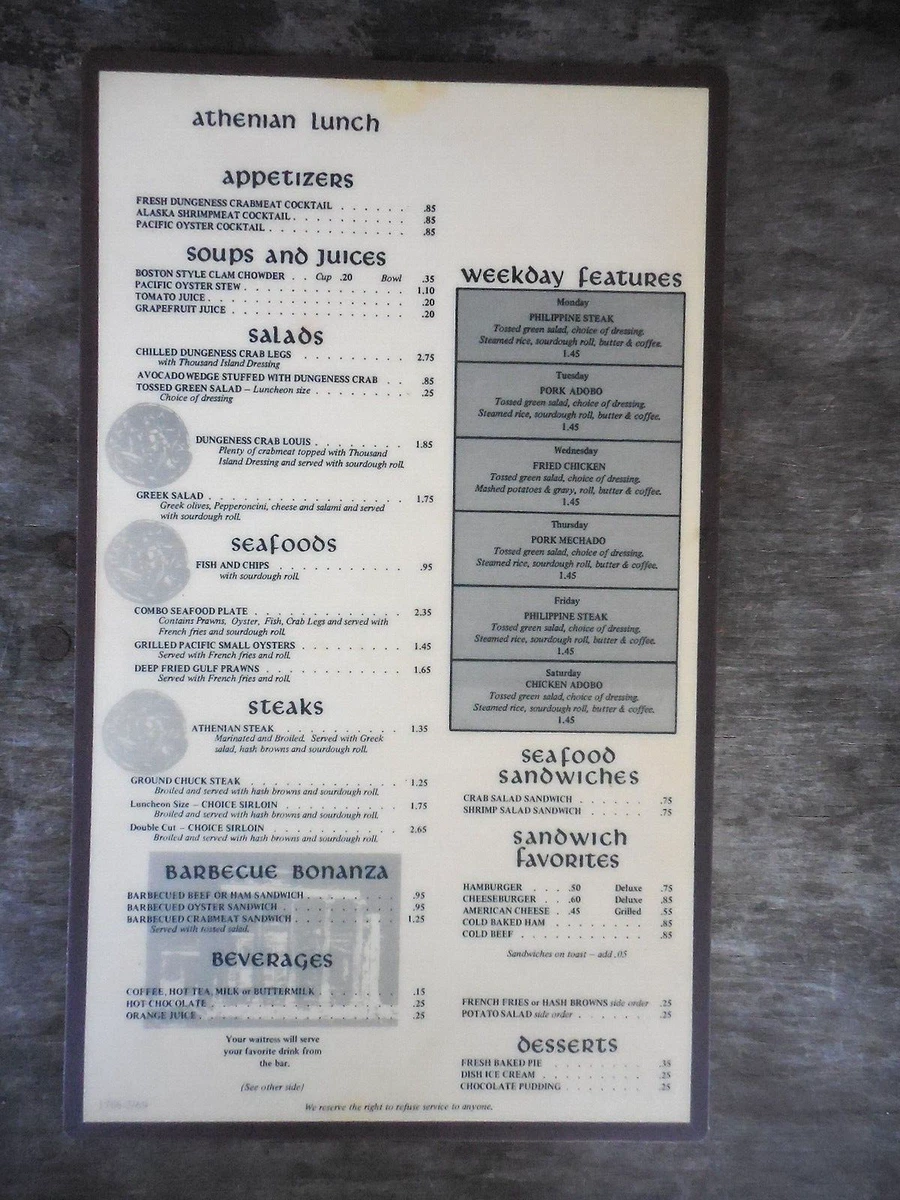 athenian lunch
appetizers
FRESH DUNGENESS CRABMEAT COCKTAIL . . . . . . .85
ALASKA SHRIMPMEAT COCKTAIL . . . . . . . . . .85
PACIFIC OYSTER COCKTAIL . . . . . . . . . . . .85
soups and juices
BOSTON STYLE CLAM CHOWDER . . Cup .20 Bowl .35
PACIFIC OYSTER STEW . . . . . . . . . . . . . 1.10
TOMATO JUICE . . . . . . . . . . . . . . . .20
GRAPEFRUIT JUICE . . . . . . . . . . . . . . .20
salads
CHILLED DUNGENESS CRAB LEGS . . . . . . . . 2.75
with Thousand Island Dressing
AVOCADO WEDGE STUFFED WITH DUNGENESS CRAB . . .85
TOSSED GREEN SALAD – Luncheon size . . . . . . . .25
Choice of dressing
DUNGENESS CRAB LOUIS . . . . . . . 1.85
Plenty of crabmeat topped with Thousand
Island Dressing and served with sourdough roll.
GREEK SALAD . . . . . . . . . . . . . . . 1.75
Greek olives, Pepperoncini, cheese and salami and served
with sourdough roll.
seafoods
FISH AND CHIPS . . . . . . . . . . .95
with sourdough roll.
COMBO SEAFOOD PLATE . . . . . . . . . . . . 2.35
Contains Prawns, Oyster, Fish, Crab Legs and served with
French fries and sourdough roll.
GRILLED PACIFIC SMALL OYSTERS . . . . . . . . 1.45
Served with French fries and roll.
DEEP FRIED GULF PRAWNS . . . . . . . . . . . 1.65
Served with French fries and roll.
steaks
ATHENIAN STEAK . . . . . . . . . . 1.35
Marinated and Broiled. Served with Greek
salad, hash browns and sourdough roll.
GROUND CHUCK STEAK . . . . . . . . . . . . 1.25
Broiled and served with hash browns and sourdough roll.
Luncheon Size – CHOICE SIRLOIN . . . . . . . . . 1.75
Broiled and served with hash browns and sourdough roll.
Double Cut – CHOICE SIRLOIN . . . . . . . . . . 2.65
Broiled and served with hash browns and sourdough roll.
Barbecue Bonanza
BARBECUED BEEF OR HAM SANDWICH . . . . . . . . .95
BARBECUED OYSTER SANDWICH . . . . . . . . . .95
BARBECUED CRABMEAT SANDWICH . . . . . . . . 1.25
Served with tossed salad.
Beverages
COFFEE, HOT TEA, MILK or BUTTERMILK . . . . . . .15
HOT CHOCOLATE . . . . . . . . . . . . . . .25
ORANGE JUICE . . . . . . . . . . . . . . . .25
Your waitress will serve
your favorite drink from
the bar.
(See other side)
weekday features
Monday
PHILIPPINE STEAK
Tossed green salad, choice of dressing.
Steamed rice, sourdough roll, butter & coffee.
1.45
Tuesday
PORK ADOBO
Tossed green salad, choice of dressing.
Steamed rice, sourdough roll, butter & coffee.
1.45
Wednesday
FRIED CHICKEN
Tossed green salad, choice of dressing.
Mashed potatoes & gravy, roll, butter & coffee.
1.45
Thursday
PORK MECHADO
Tossed green salad, choice of dressing.
Steamed rice, sourdough roll, butter & coffee.
1.45
Friday
PHILIPPINE STEAK
Tossed green salad, choice of dressing.
Steamed rice, sourdough roll, butter & coffee.
1.45
Saturday
CHICKEN ADOBO
Tossed green salad, choice of dressing.
Steamed rice, sourdough roll, butter & coffee.
1.45
seafood
sandwiches
CRAB SALAD SANDWICH . . . . . . .75
SHRIMP SALAD SANDWICH . . . . . .75
sandwich
favorites
HAMBURGER . . . . .50 Deluxe .75
CHEESEBURGER . . . .60 Deluxe .85
AMERICAN CHEESE . .45 Grilled .55
COLD BAKED HAM . . . . . . . . . .85
COLD BEEF . . . . . . . . . . . .85
Sandwiches on toast – add .05
FRENCH FRIES or HASH BROWNS side order .25
POTATO SALAD side order . . . . . . . .25
desserts
FRESH BAKED PIE . . . . . . . . . .35
DISH ICE CREAM . . . . . . . . . .25
CHOCOLATE PUDDING . . . . . . . . .25
We reserve the right to refuse service to anyone.